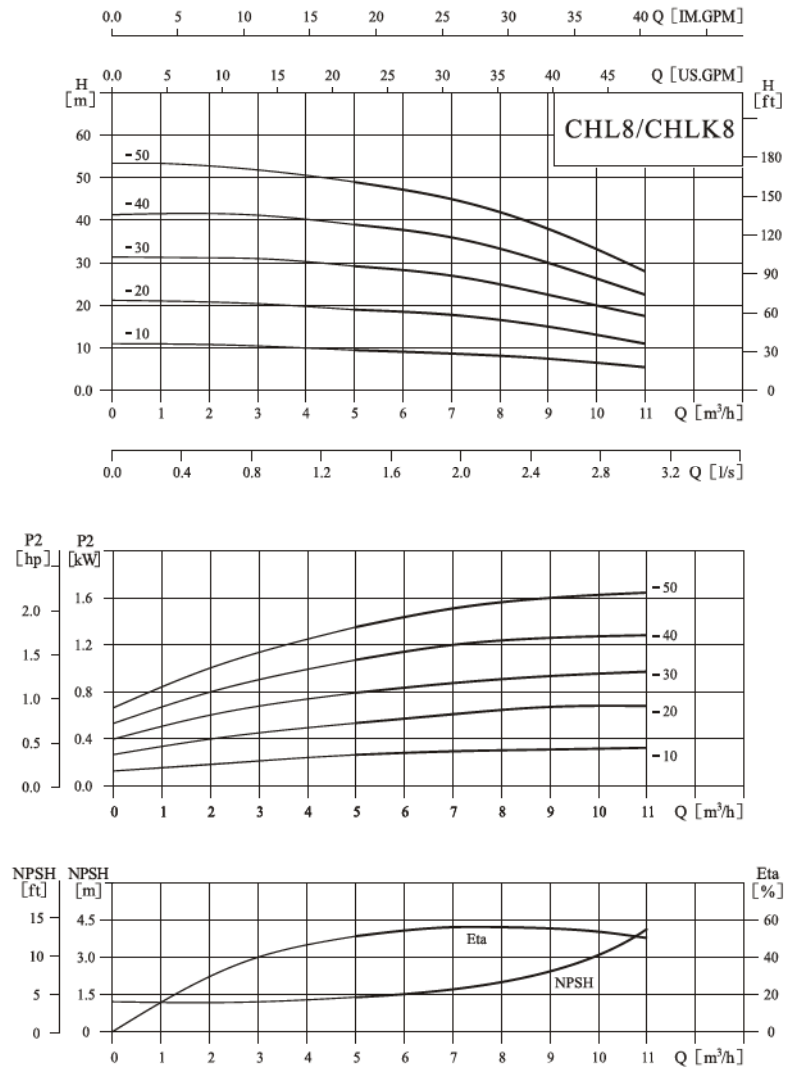 0.0 5 10 15 20 25 30 35 40 Q [IM.GPM]
0.0 5 10 15 20 25 30 35 40 45 Q [US.GPM]
H
[m]
H
[ft]
CHL8/CHLK8
60
50
40
30
20
10
0.0
-50
-40
-30
-20
-10
180
150
120
90
60
30
0
0 1 2 3 4 5 6 7 8 9 10 11 Q [m³/h]
0.0 0.4 0.8 1.2 1.6 2.0 2.4 2.8 3.2 Q [l/s]
P2
[hp]
P2
[kW]
2.0
1.5
1.0
0.5
0.0
1.6
1.2
0.8
0.4
0.0
-50
-40
-30
-20
-10
0 1 2 3 4 5 6 7 8 9 10 11 Q [m³/h]
NPSH
[ft]
NPSH
[m]
Eta
[%]
15
10
5
0
4.5
3.0
1.5
0
Eta
NPSH
60
40
20
0
0 1 2 3 4 5 6 7 8 9 10 11 Q [m³/h]